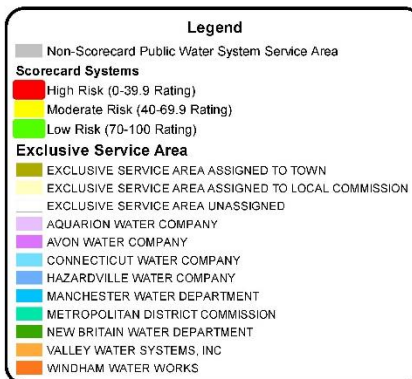 Legend
Non-Scorecard Public Water System Service Area
Scorecard Systems
High Risk (0-39.9 Rating)
Moderate Risk (40-69.9 Rating)
Low Risk (70-100 Rating)
Exclusive Service Area
EXCLUSIVE SERVICE AREA ASSIGNED TO TOWN
EXCLUSIVE SERVICE AREA ASSIGNED TO LOCAL COMMISSION
EXCLUSIVE SERVICE AREA UNASSIGNED
AQUARION WATER COMPANY
AVON WATER COMPANY
CONNECTICUT WATER COMPANY
HAZARDVILLE WATER COMPANY
MANCHESTER WATER DEPARTMENT
METROPOLITAN DISTRICT COMMISSION
NEW BRITAIN WATER DEPARTMENT
VALLEY WATER SYSTEMS, INC
WINDHAM WATER WORKS